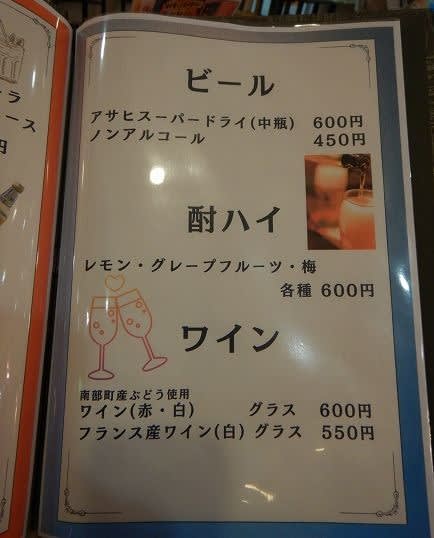 ラ
ース
円
ビール
アサヒスーパードライ(中瓶) 600円
ノンアルコール 450円
酎ハイ
レモン・グレープフルーツ・梅
各種 600円
ワイン
南部町産ぶどう使用
ワイン(赤・白) グラス 600円
フランス産ワイン(白) グラス 550円